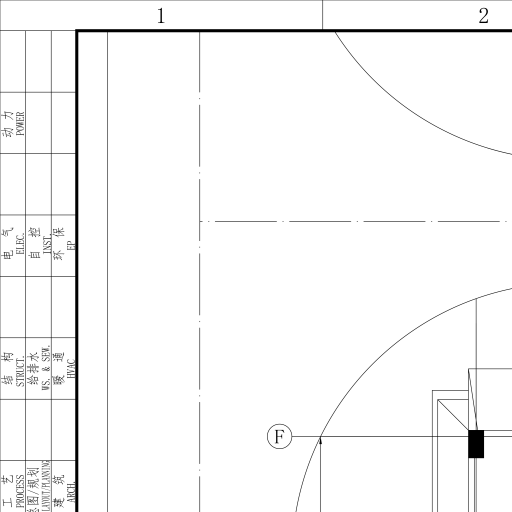 1
2
动 力
POWER
电 气
ELEC.
自 控
INST.
环 保
EP
结 构
STRUCT.
给排水
WS. & SEW.
暖 通
HVAC
F
工 艺
PROCESS
总图/规划
LAYOUT/PLANNING
建 筑
ARCH.